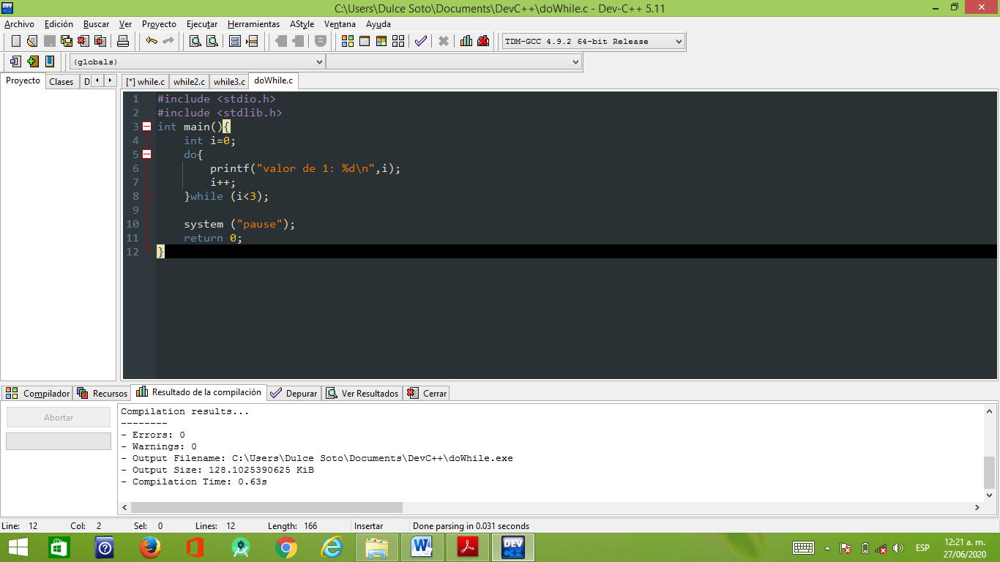 C:\Users\Dulce Soto\Documents\DevC++\doWhile.c - Dev-C++ 5.11
Archivo Edición Buscar Ver Proyecto Ejecutar Herramientas AStyle Ventana Ayuda
TDM-GCC 4.9.2 64-bit Release
(globals)
Proyecto Clases D
[*] while.c while2.c while3.c doWhile.c
1 #include <stdio.h>
2 #include <stdlib.h>
3 int main(){
4 int i=0;
5 do{
6 printf("valor de 1: %d\n",i);
7 i++;
8 }while (i<3);
9
10 system ("pause");
11 return 0;
12 }
Compilador Recursos Resultado de la compilación Depurar Ver Resultados Cerrar
Abortar
Compilation results...
--------
- Errors: 0
- Warnings: 0
- Output Filename: C:\Users\Dulce Soto\Documents\DevC++\doWhile.exe
- Output Size: 128.1025390625 KiB
- Compilation Time: 0.63s
Line: 12 Col: 2 Sel: 0 Lines: 12 Length: 166 Insertar Done parsing in 0.031 seconds
DEV C++
ESP
12:21 a. m.
27/06/2020